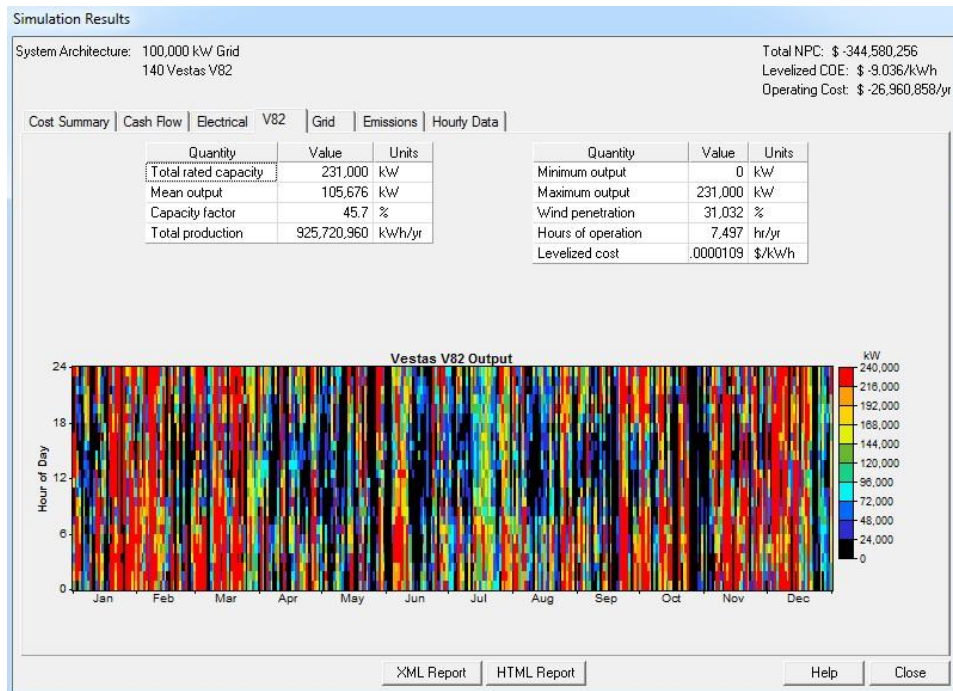 Simulation Results
System Architecture: 100,000 kW Grid
140 Vestas V82
Total NPC: $ -344,580,256
Levelized COE: $ -9.036/kWh
Operating Cost: $ -26,960,858/yr
Cost Summary Cash Flow Electrical V82 Grid Emissions Hourly Data
Quantity Value Units
Total rated capacity 231,000 kW
Mean output 105,676 kW
Capacity factor 45.7 %
Total production 925,720,960 kWh/yr
Quantity Value Units
Minimum output 0 kW
Maximum output 231,000 kW
Wind penetration 31,032 %
Hours of operation 7,497 hr/yr
Levelized cost .0000109 $/kWh
Vestas V82 Output
Hour of Day
24
18
12
6
0
Jan Feb Mar Apr May Jun Jul Aug Sep Oct Nov Dec
kW
240,000
216,000
192,000
168,000
144,000
120,000
96,000
72,000
48,000
24,000
0
XML Report HTML Report Help Close